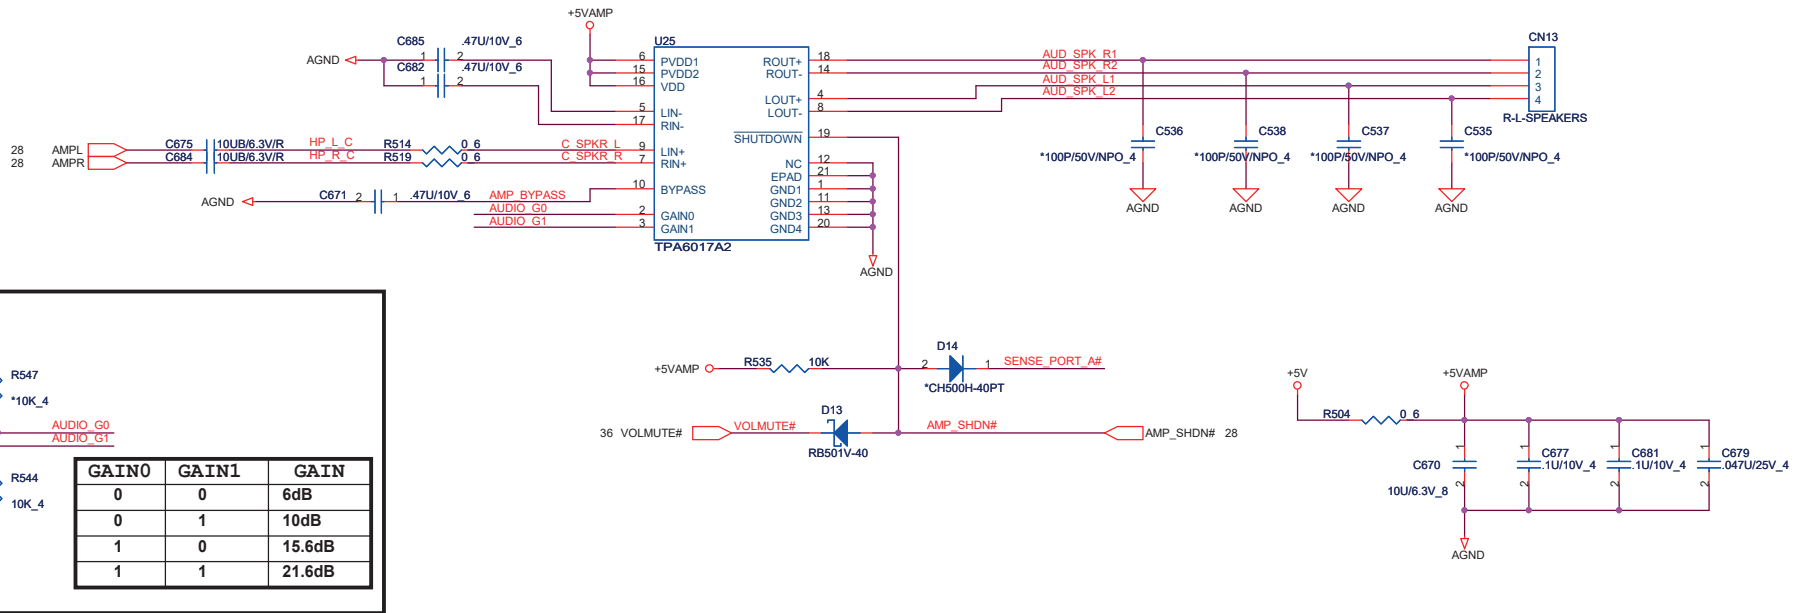 +5VAMP
C685
1
2
.47U/10V_6
AGND
C682
1
2
.47U/10V_6
U25
6
PVDD1
15
PVDD2
16
VDD
5
LIN-
17
RIN-
9
LIN+
7
RIN+
10
BYPASS
2
GAIN0
3
GAIN1
TPA6017A2
ROUT+
18
ROUT-
14
LOUT+
4
LOUT-
8
SHUTDOWN
19
NC
12
EPAD
21
GND1
1
GND2
11
GND3
13
GND4
20
AGND
28
AMPL
C675
10UB/6.3V/R
HP_L_C
R514
0_6
C_SPKR_L
28
AMPR
C684
10UB/6.3V/R
HP_R_C
R519
0_6
C_SPKR_R
AGND
C671
2
1
.47U/10V_6
AMP_BYPASS
AUDIO_G0
AUDIO_G1
AUD_SPK_R1
AUD_SPK_R2
AUD_SPK_L1
AUD_SPK_L2
CN13
1
2
3
4
R-L-SPEAKERS
C536
*100P/50V/NPO_4
AGND
C538
*100P/50V/NPO_4
AGND
C537
*100P/50V/NPO_4
AGND
C535
*100P/50V/NPO_4
AGND
+5VAMP
R535
10K
D14
2
1
SENSE_PORT_A#
*CH500H-40PT
36
VOLMUTE#
VOLMUTE#
D13
RB501V-40
AMP_SHDN#
AMP_SHDN#
28
R547
*10K_4
AUDIO_G0
AUDIO_G1
R544
10K_4
GAIN0 GAIN1 GAIN
0 0 6dB
0 1 10dB
1 0 15.6dB
1 1 21.6dB
+5V
+5VAMP
R504
0_6
1
C670
2
10U/6.3V_8
1
C677
.1U/10V_4
2
1
C681
.1U/10V_4
2
1
C679
.047U/25V_4
2
AGND